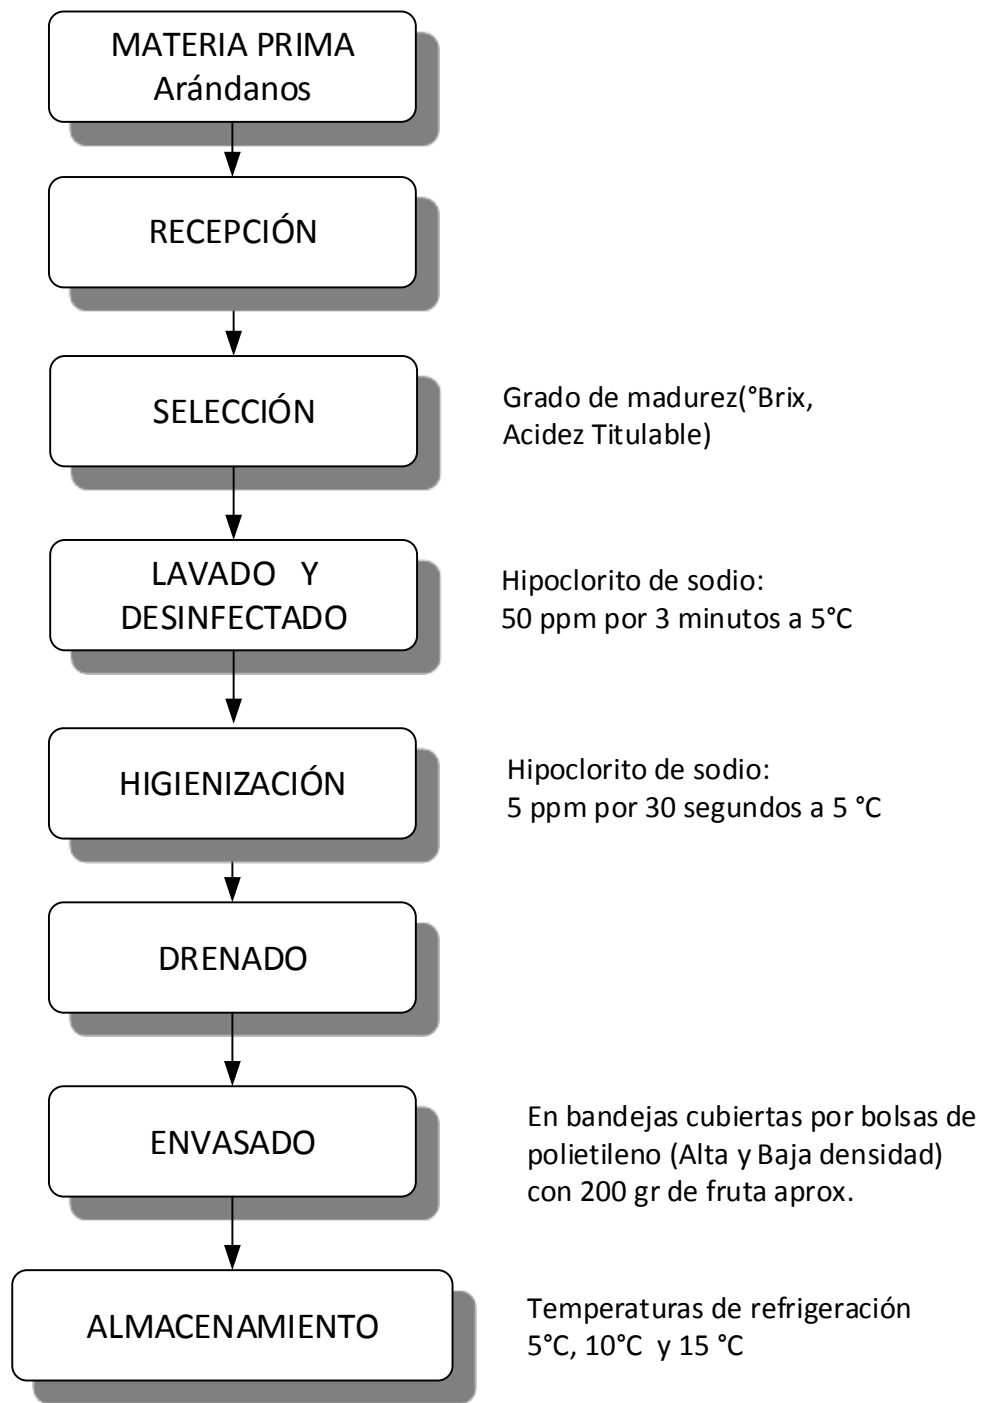 MATERIA PRIMA
Arándanos
RECEPCIÓN
SELECCIÓN
Grado de madurez(°Brix,
Acidez Titulable)
LAVADO Y
DESINFECTADO
Hipoclorito de sodio:
50 ppm por 3 minutos a 5°C
HIGIENIZACIÓN
Hipoclorito de sodio:
5 ppm por 30 segundos a 5 °C
DRENADO
ENVASADO
En bandejas cubiertas por bolsas de
polietileno (Alta y Baja densidad)
con 200 gr de fruta aprox.
ALMACENAMIENTO
Temperaturas de refrigeración
5°C, 10°C y 15 °C